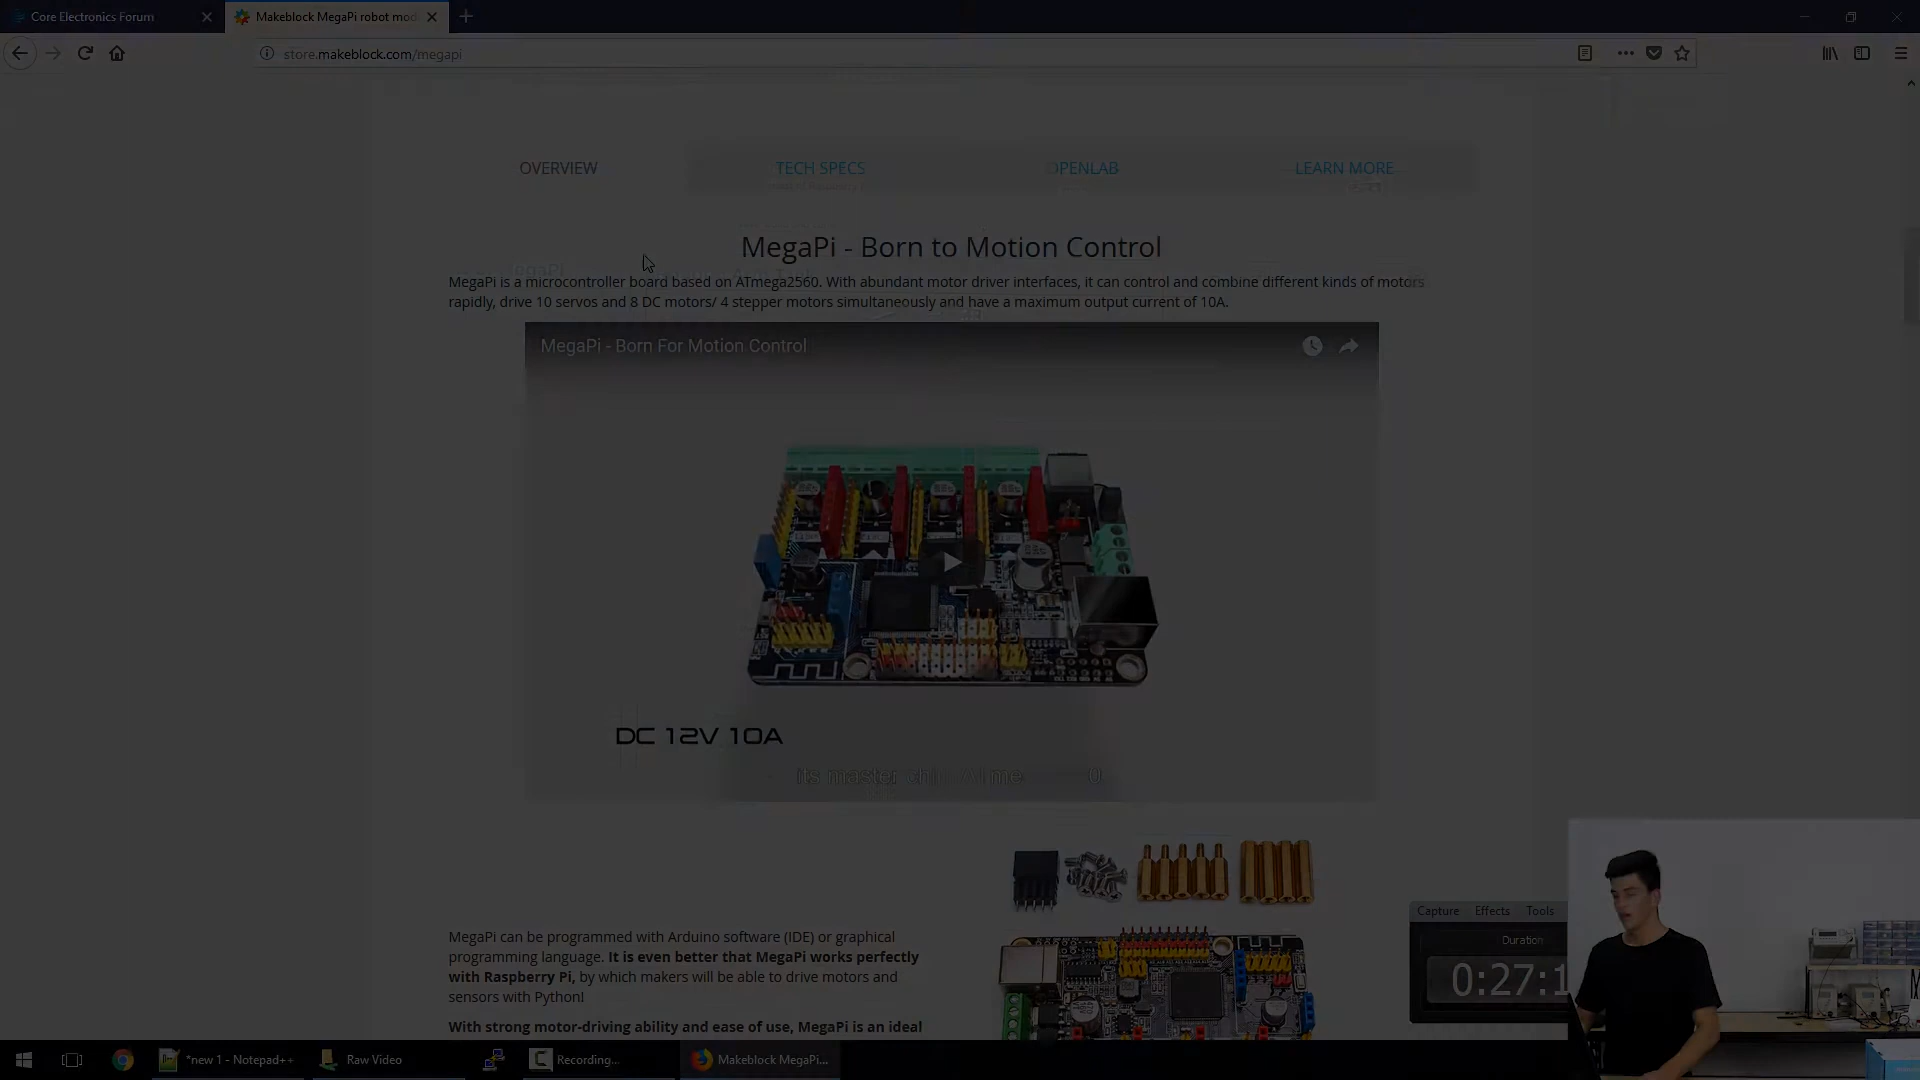 Core Electronics Forum
Makeblock MegaPi robot mod
store.makeblock.com/megapi
OVERVIEW
TECH SPECS
OPENLAB
LEARN MORE
MegaPi - Born to Motion Control
MegaPi is a microcontroller board based on ATmega2560. With abundant motor driver interfaces, it can control and combine different kinds of motors
rapidly, drive 10 servos and 8 DC motors/ 4 stepper motors simultaneously and have a maximum output current of 10A.
MegaPi - Born For Motion Control
DC 12V 10A
its master
MegaPi can be programmed with Arduino software (IDE) or graphical
programming language. It is even better that MegaPi works perfectly
with Raspberry Pi, by which makers will be able to drive motors and
sensors with Python!
With strong motor-driving ability and ease of use, MegaPi is an ideal
Capture Effects Tools
Duration
0:27:1
*new 1 - Notepad++
Raw Video
Recording...
Makeblock MegaPi...